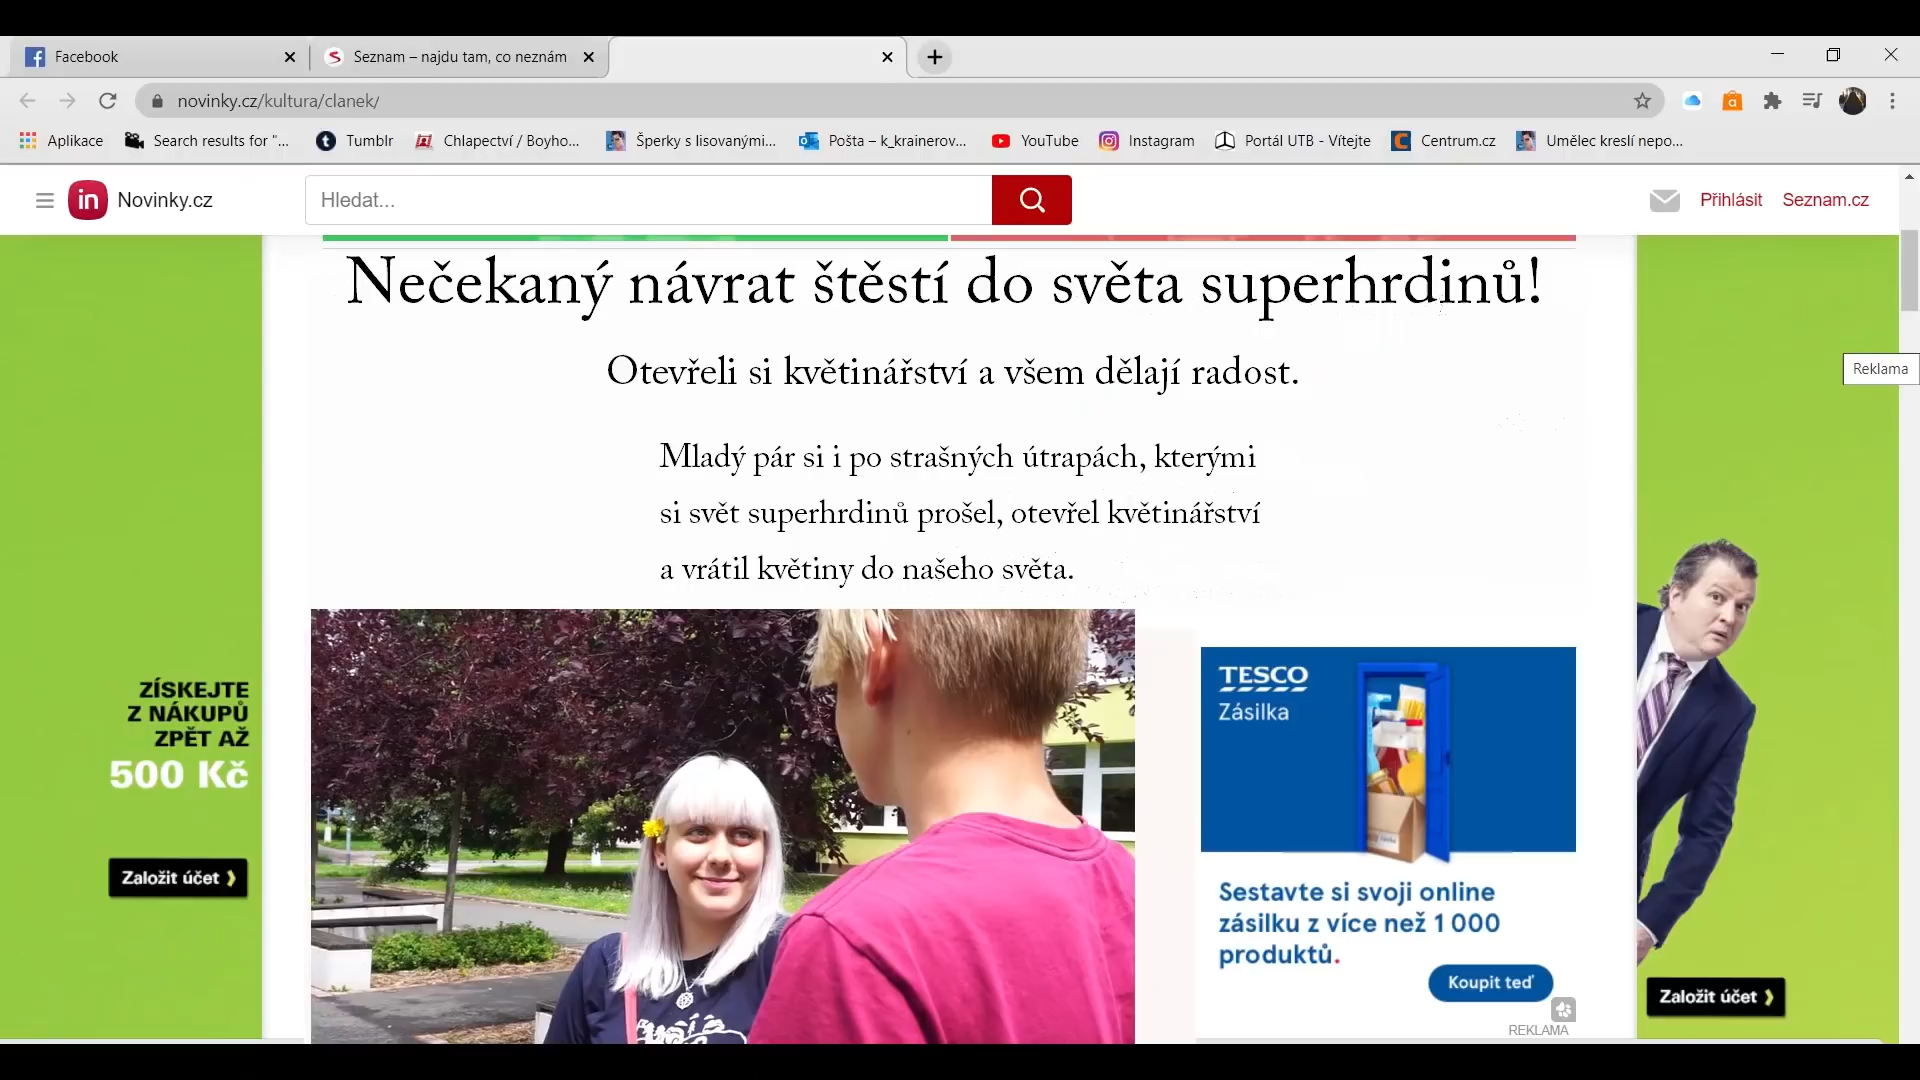 Facebook
Seznam – najdu tam, co neznám
novinky.cz/kultura/clanek/
Aplikace
Search results for "...
Tumblr
Chlapectví / Boyho...
Šperky s lisovanými...
Pošta – k_krainerov...
YouTube
Instagram
Portál UTB - Vítejte
Centrum.cz
Umělec kreslí nepo...
in Novinky.cz
Hledat...
Přihlásit
Seznam.cz
Nečekaný návrat štěstí do světa superhrdinů!
Reklama
Otevřeli si květinářství a všem dělají radost.
Mladý pár si i po strašných útrapách, kterými
si svět superhrdinů prošel, otevřel květinářství
a vrátil květiny do našeho světa.
ZÍSKEJTE
Z NÁKUPŮ
ZPĚT AŽ
500 Kč
Založit účet
TESCO
Zásilka
Sestavte si svoji online
zásilku z více než 1 000
produktů.
Koupit teď
REKLAMA
Založit účet